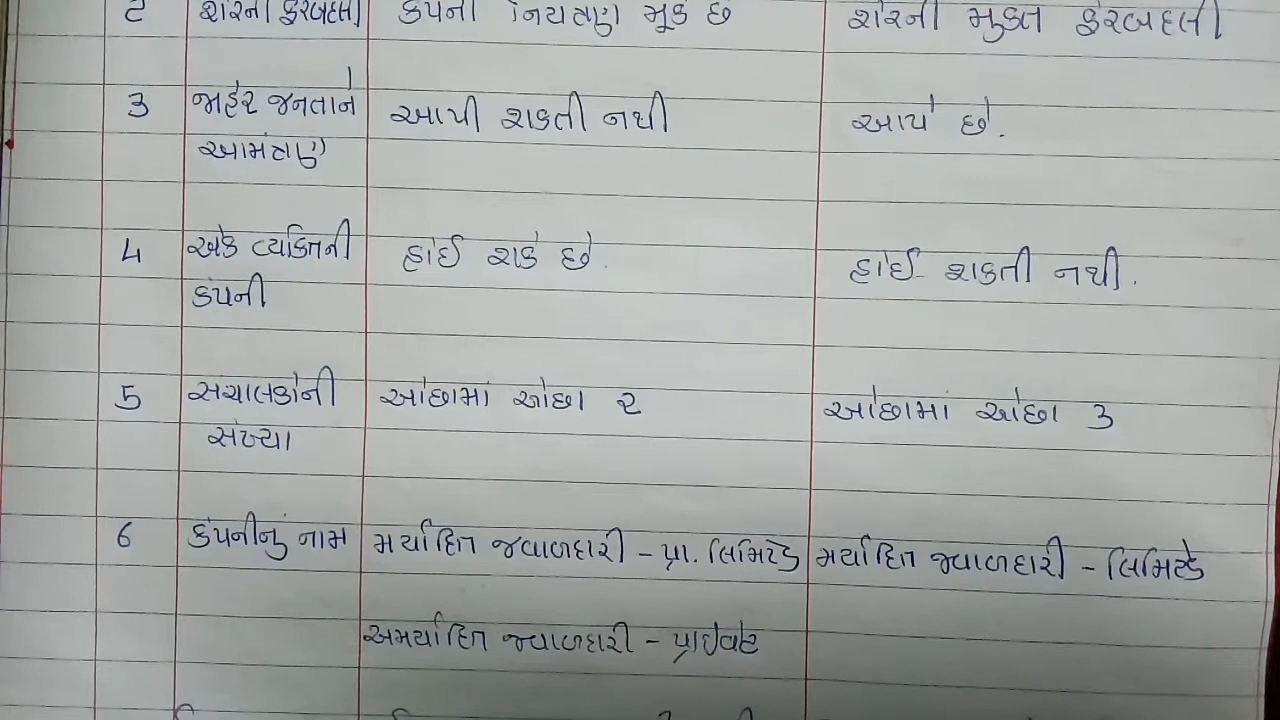 ૨ શેરની ફેરબદલી કંપની નિયંત્રણ મૂકે છે શેરની મુક્ત ફેરબદલી
3 જાહેર જનતાને આપી શકતી નથી આપે છે.
આમંત્રણ
4 એક વ્યક્તિની હોઈ શકે છે. હોઈ શકતી નથી.
કંપની
5 સંચાલકોની ઓછામાં ઓછા ૨ ઓછામાં ઓછા 3
સંખ્યા
6 કંપનીનું નામ મર્યાદિત જવાબદારી - પ્રા. લિમિટેડ મર્યાદિત જવાબદારી - લિમિટેડ
અમર્યાદિત જવાબદારી - પ્રાઇવેટ